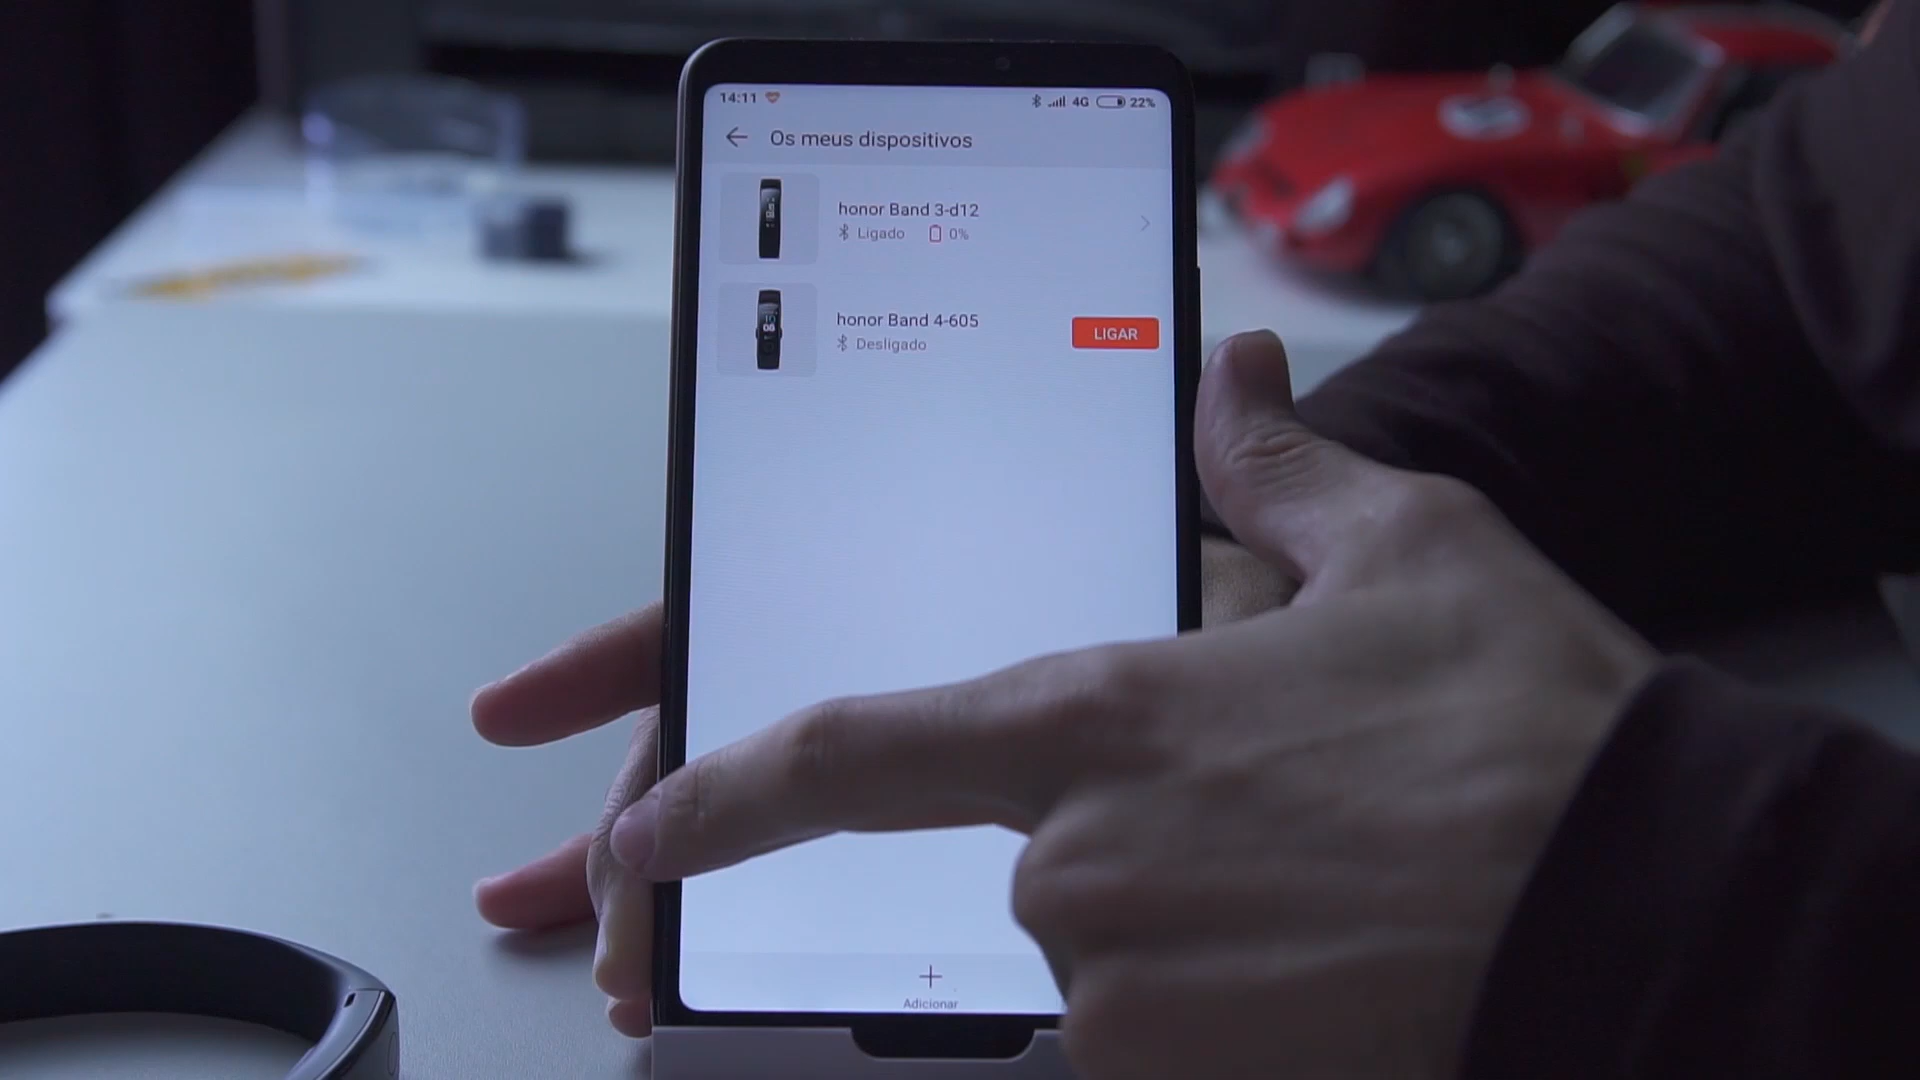 14:11 4G 22%
Os meus dispositivos
honor Band 3-d12
Ligado 0%
honor Band 4-605
Desligado
LIGAR
Adicionar